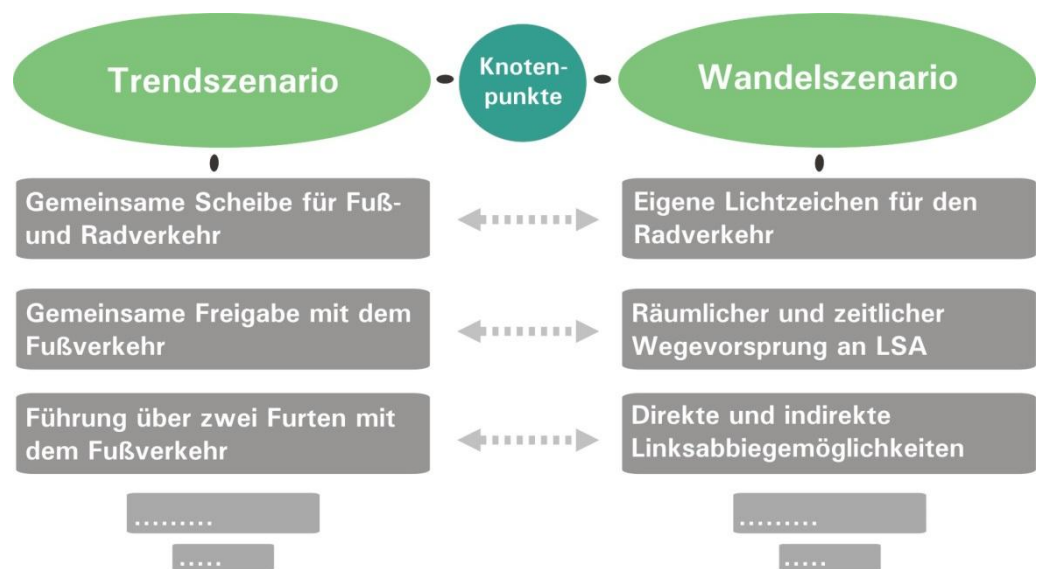 Trendszenario
Knoten-
punkte
Wandelszenario
Gemeinsame Scheibe für Fuß-
und Radverkehr
Eigene Lichtzeichen für den
Radverkehr
Gemeinsame Freigabe mit dem
Fußverkehr
Räumlicher und zeitlicher
Wegevorsprung an LSA
Führung über zwei Furten mit
dem Fußverkehr
Direkte und indirekte
Linksabbiegemöglichkeiten
.........
.........
.....
.....